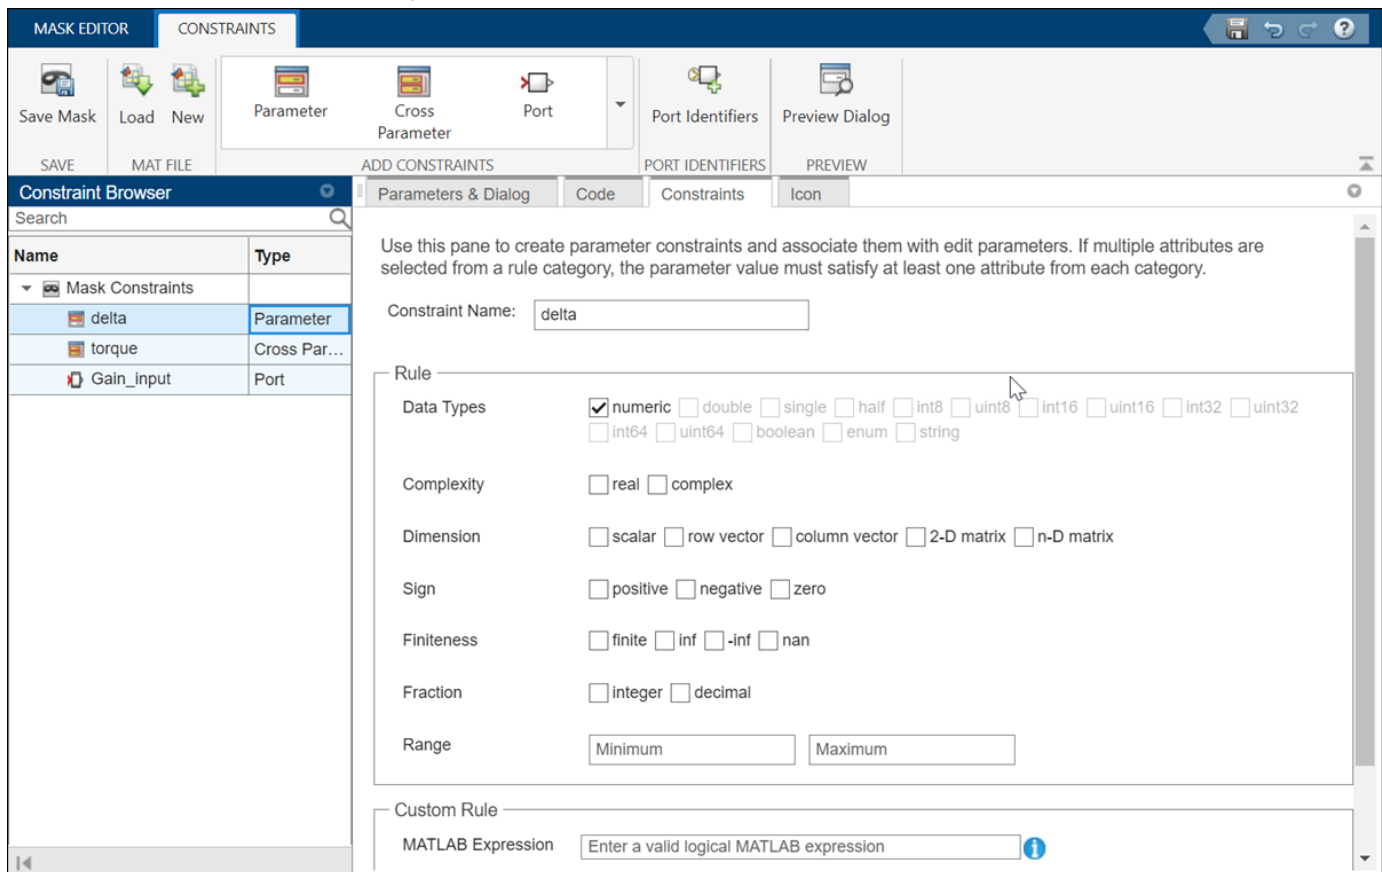 MASK EDITOR CONSTRAINTS
Save Mask Load New Parameter Cross Parameter Port Port Identifiers Preview Dialog
SAVE MAT FILE ADD CONSTRAINTS PORT IDENTIFIERS PREVIEW
Constraint Browser
Search
Name Type
Mask Constraints
delta Parameter
torque Cross Par...
Gain_input Port
Parameters & Dialog Code Constraints Icon
Use this pane to create parameter constraints and associate them with edit parameters. If multiple attributes are
selected from a rule category, the parameter value must satisfy at least one attribute from each category.
Constraint Name: delta
Rule
Data Types numeric double single half int8 uint8 int16 uint16 int32 uint32
int64 uint64 boolean enum string
Complexity real complex
Dimension scalar row vector column vector 2-D matrix n-D matrix
Sign positive negative zero
Finiteness finite inf -inf nan
Fraction integer decimal
Range Minimum Maximum
Custom Rule
MATLAB Expression Enter a valid logical MATLAB expression